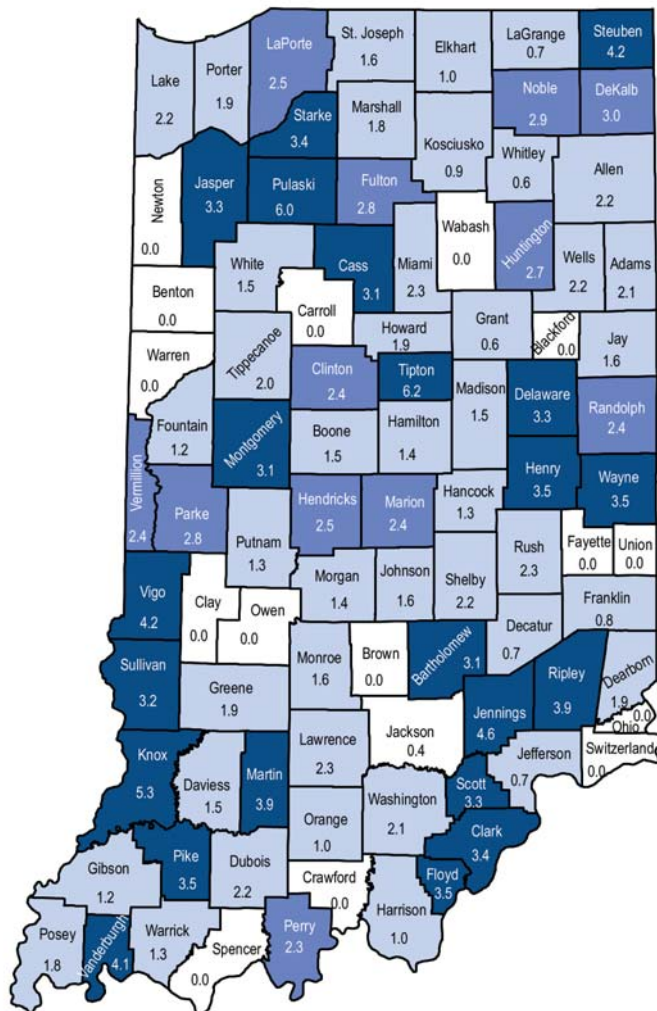 LaPorte
2.5
St. Joseph
1.6
Elkhart
1.0
LaGrange
0.7
Steuben
4.2
Lake
2.2
Porter
1.9
Starke
3.4
Marshall
1.8
Noble
2.9
DeKalb
3.0
Kosciusko
0.9
Whitley
0.6
Allen
2.2
Newton
0.0
Jasper
3.3
Pulaski
6.0
Fulton
2.8
Wabash
0.0
Huntington
2.7
White
1.5
Cass
3.1
Miami
2.3
Wells
2.2
Adams
2.1
Benton
0.0
Carroll
0.0
Howard
1.9
Grant
0.6
Blackford
0.0
Jay
1.6
Warren
0.0
Tippecanoe
2.0
Clinton
2.4
Tipton
6.2
Madison
1.5
Delaware
3.3
Randolph
2.4
Fountain
1.2
Montgomery
3.1
Boone
1.5
Hamilton
1.4
Henry
3.5
Wayne
3.5
Vermillion
2.4
Parke
2.8
Putnam
1.3
Hendricks
2.5
Marion
2.4
Hancock
1.3
Rush
2.3
Fayette
0.0
Union
0.0
Vigo
4.2
Clay
0.0
Owen
0.0
Morgan
1.4
Johnson
1.6
Shelby
2.2
Franklin
0.8
Sullivan
3.2
Greene
1.9
Monroe
1.6
Brown
0.0
Bartholomew
3.1
Decatur
0.7
Ripley
3.9
Dearborn
1.9
0.0
Ohio
Knox
5.3
Daviess
1.5
Martin
3.9
Lawrence
2.3
Jackson
0.4
Jennings
4.6
Jefferson
0.7
Switzerland
0.0
Orange
1.0
Washington
2.1
Scott
3.3
Clark
3.4
Gibson
1.2
Pike
3.5
Dubois
2.2
Crawford
0.0
Floyd
3.5
Harrison
1.0
Posey
1.8
Vanderburgh
4.1
Warrick
1.3
Spencer
0.0
Perry
2.3